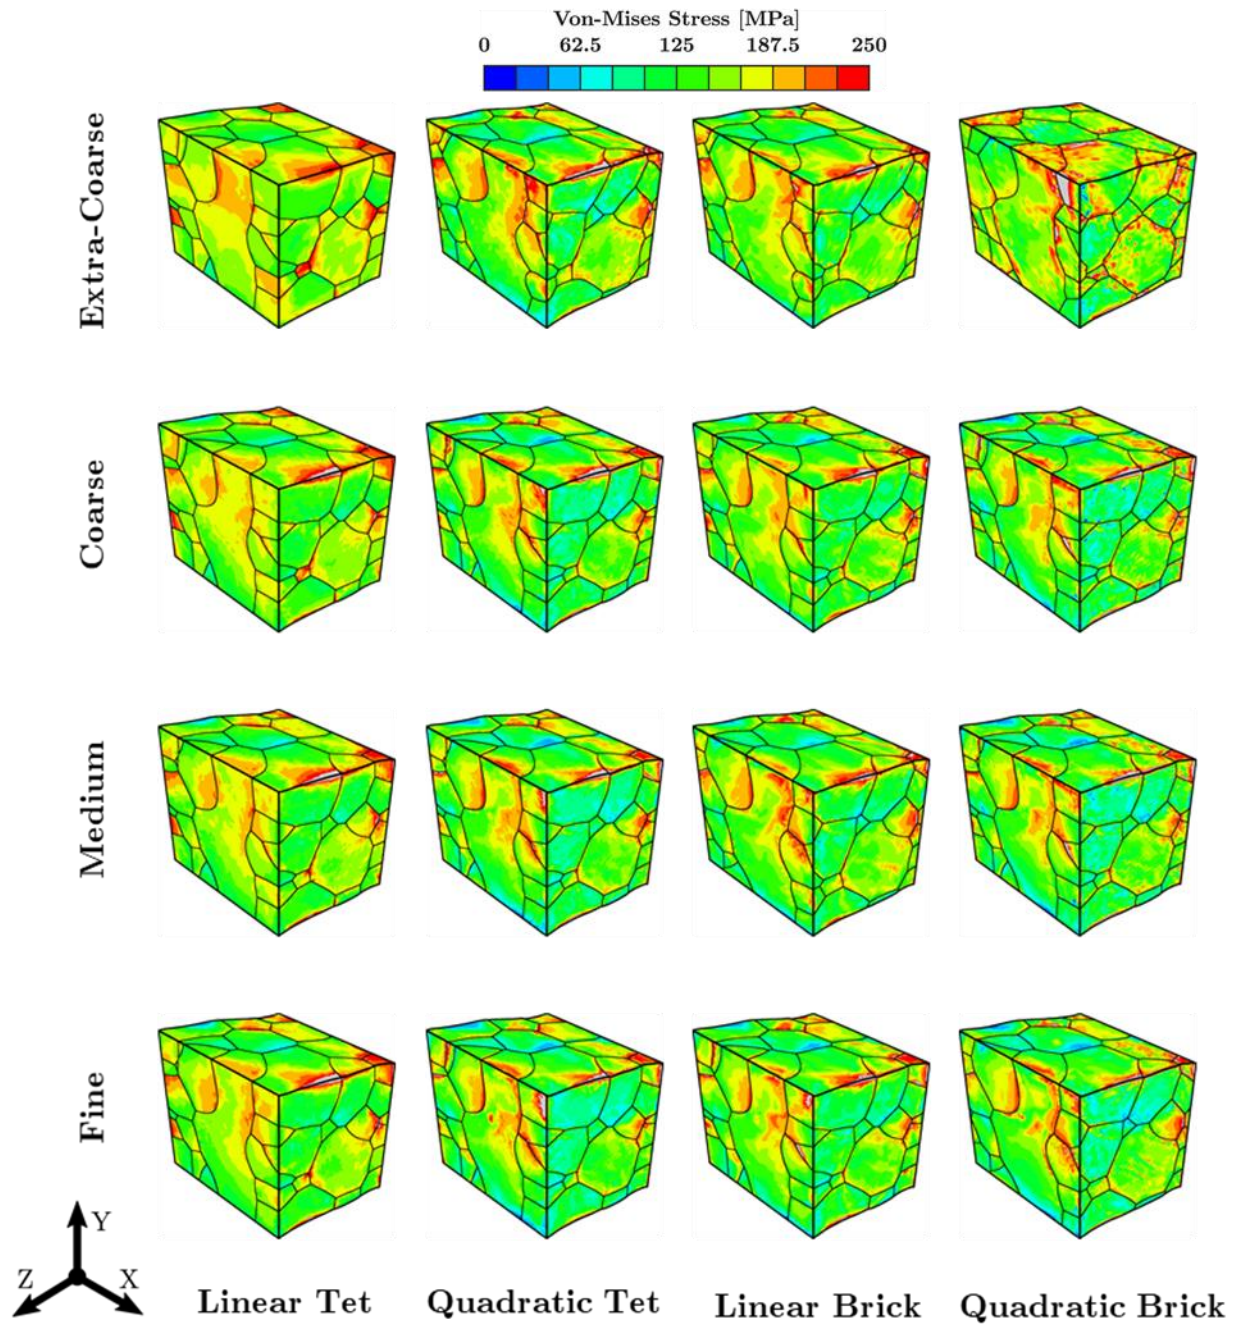 Von-Mises Stress [MPa]
0 62.5 125 187.5 250
Extra-Coarse
Coarse
Medium
Fine
Y
Z X
Linear Tet Quadratic Tet Linear Brick Quadratic Brick